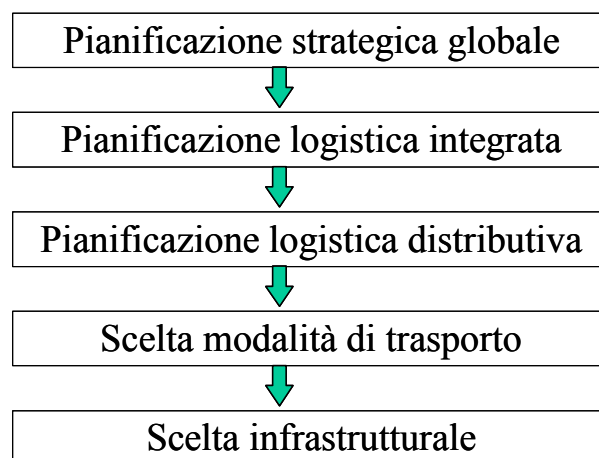 Pianificazione strategica globale
Pianificazione logistica integrata
Pianificazione logistica distributiva
Scelta modalità di trasporto
Scelta infrastrutturale